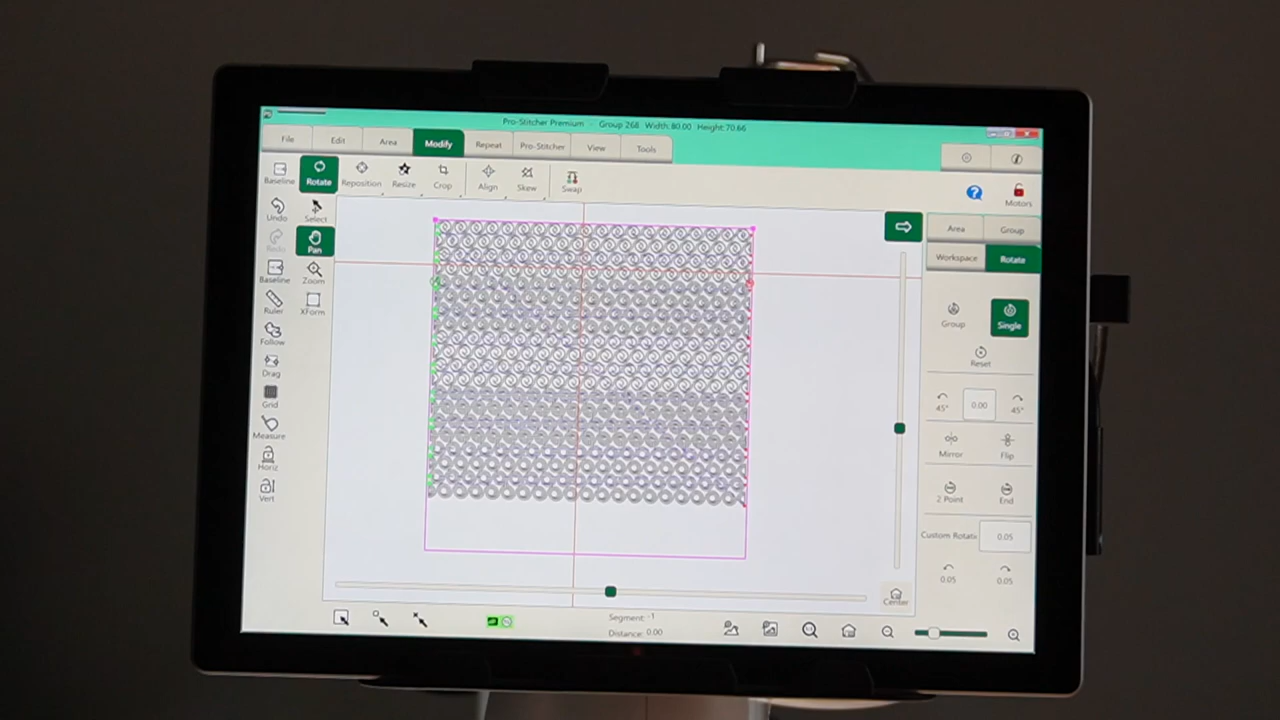 Pro-Stitcher Premium - Group 268 Width:80.00 Height:70.66
File Edit Area Modify Repeat Pro-Stitcher View Tools
Baseline Rotate Reposition Resize Crop Align Skew Swap
? Motors
Undo Select
Redo Pan
Baseline Zoom
Ruler XForm
Follow
Drag
Grid
Measure
Horiz
Vert
Area Group
Workspace Rotate
Group Single
Reset
45° 0.00 45°
Mirror Flip
2 Point End
Custom Rotati 0.05
0.05 0.05
Center
Segment: -1
Distance: 0.00